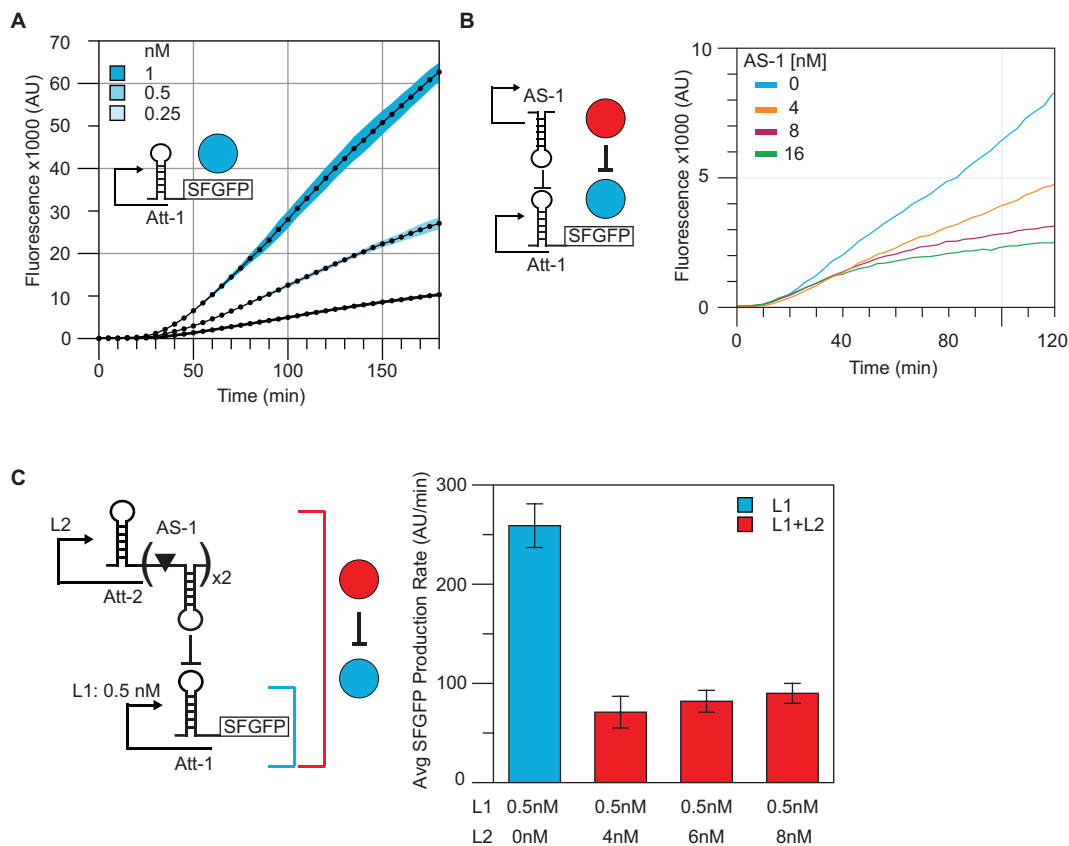 A
70
60
50
40
30
20
10
0
Fluorescence x1000 (AU)
nM
1
0.5
0.25
SFGFP
Att-1
0 50 100 150
Time (min)
B
AS-1
SFGFP
Att-1
10
5
0
Fluorescence x1000 (AU)
AS-1 [nM]
0
4
8
16
0 40 80 120
Time (min)
C
L2
AS-1
( ) x2
Att-2
L1: 0.5 nM
SFGFP
Att-1
300
200
100
0
Avg SFGFP Production Rate (AU/min)
L1
L1+L2
L1 0.5nM 0.5nM 0.5nM 0.5nM
L2 0nM 4nM 6nM 8nM